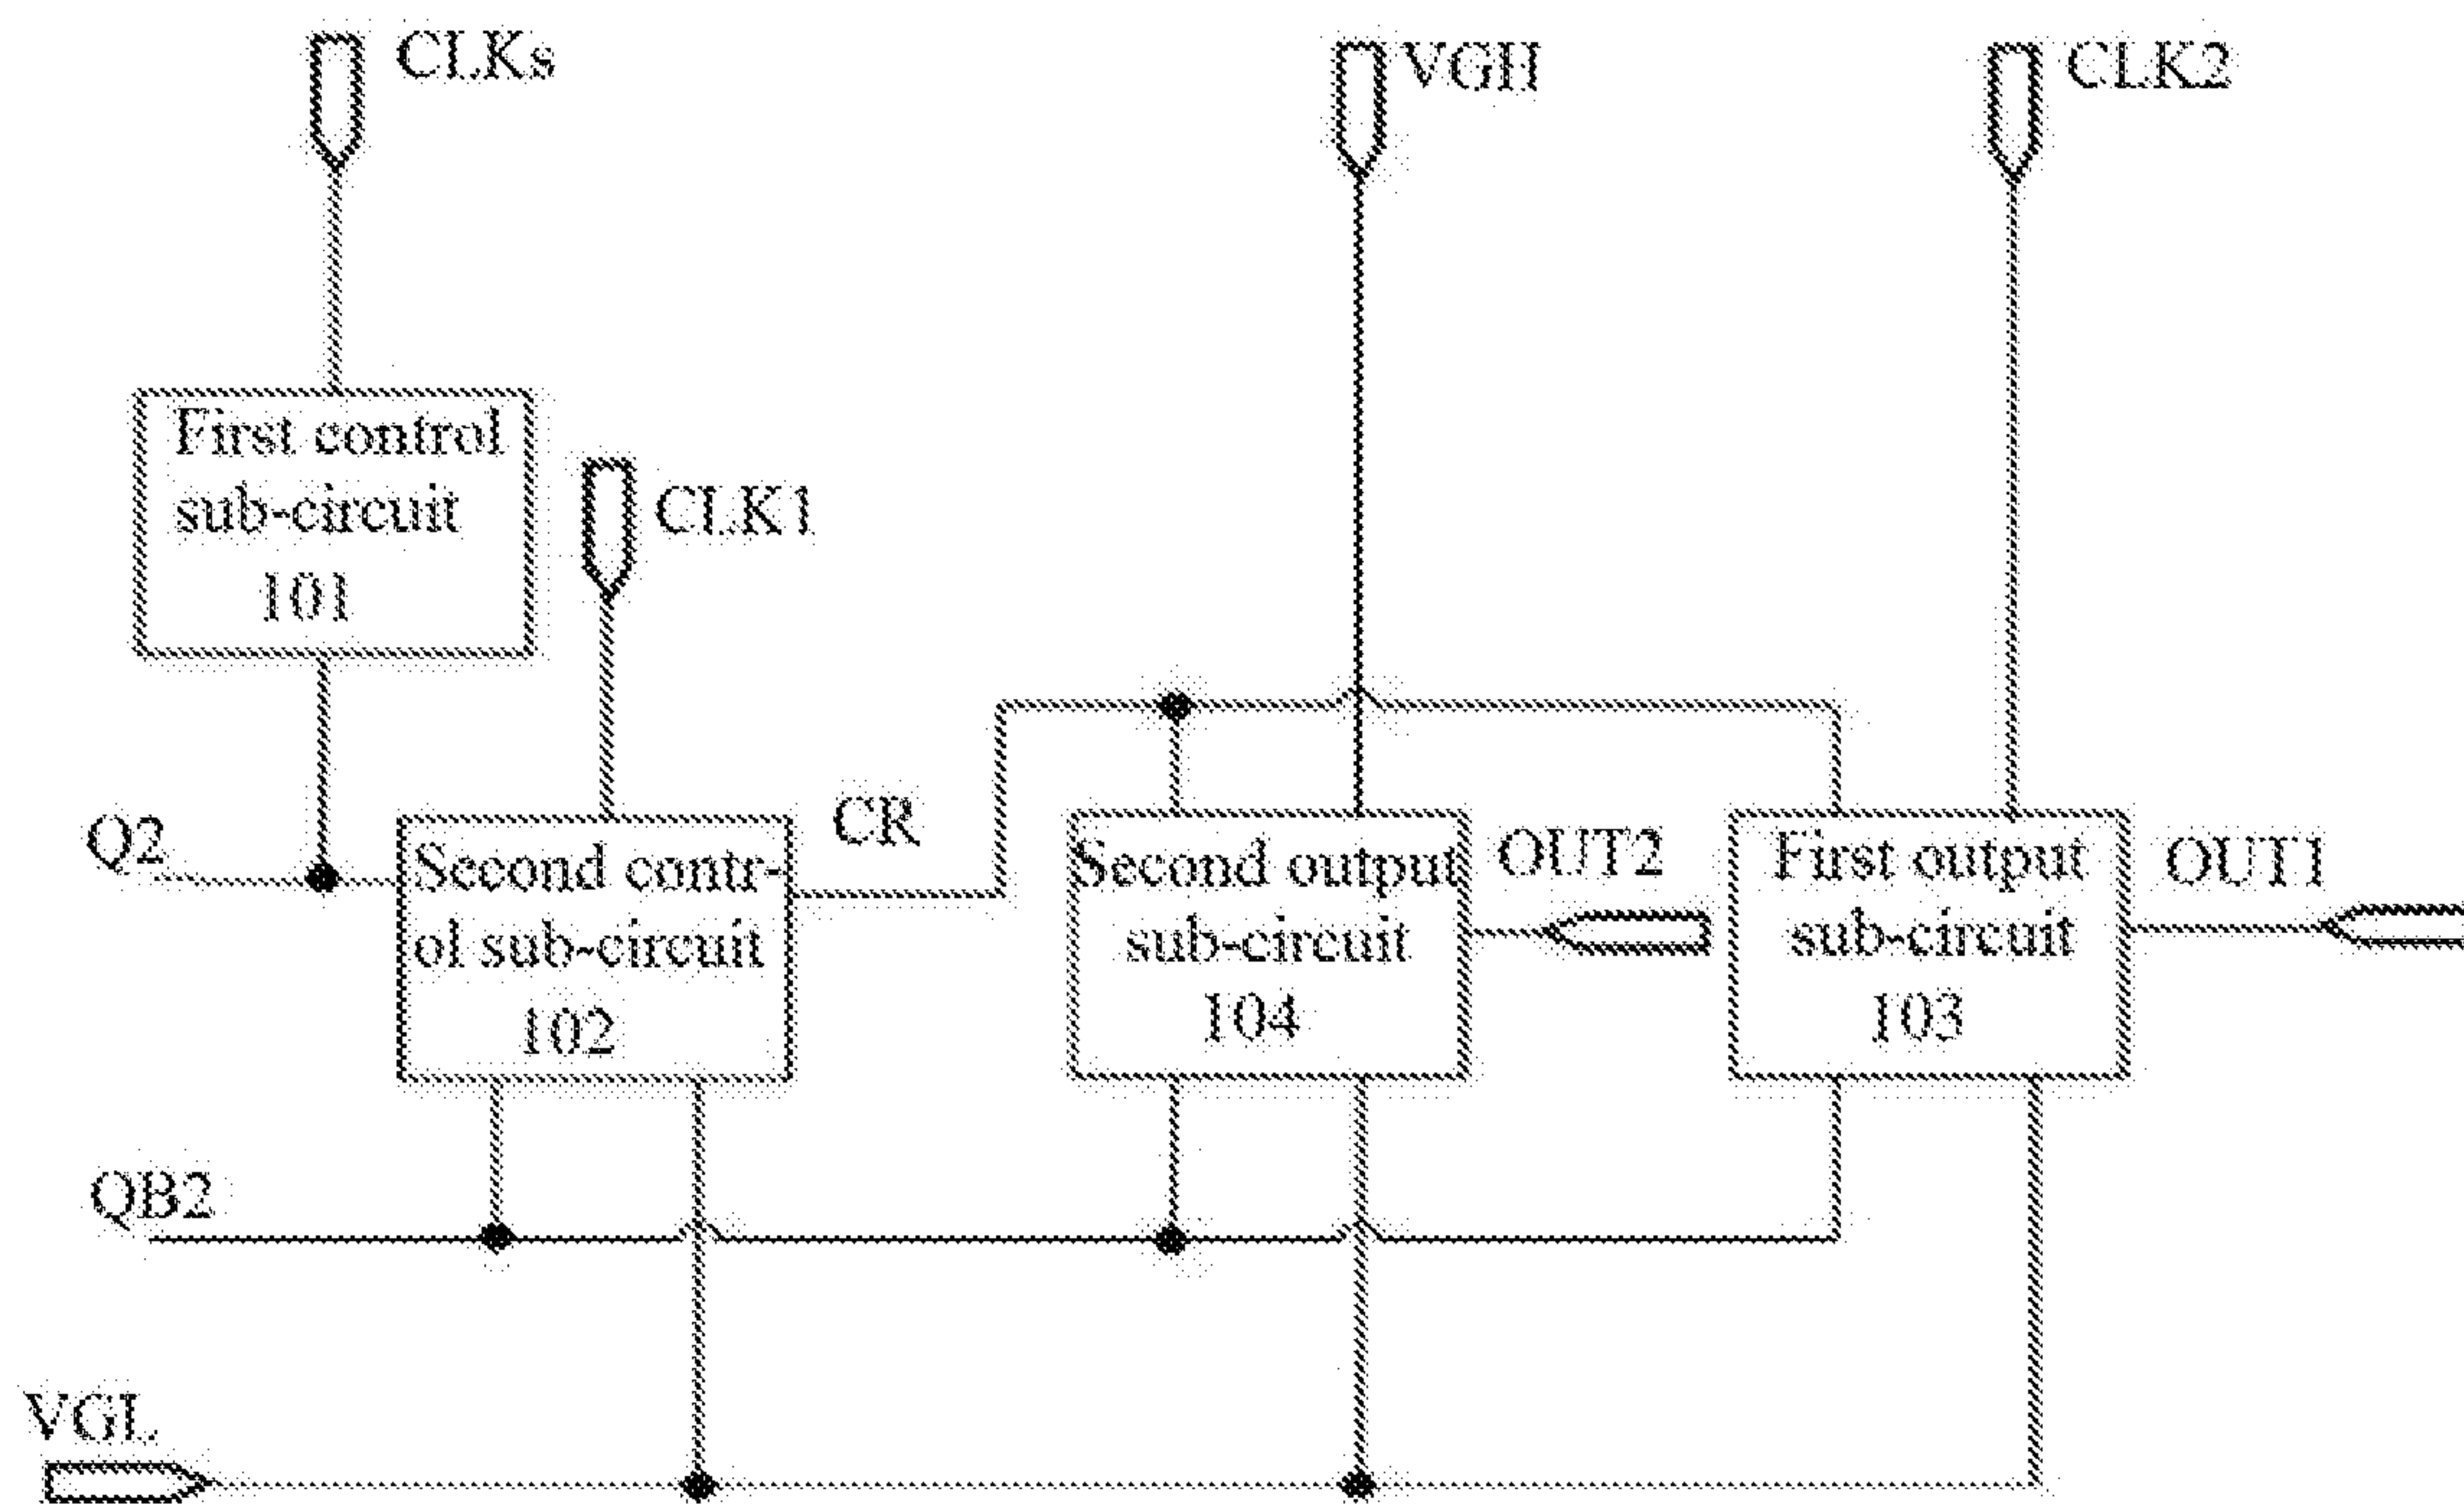 CLKs
VGH
CLK2
First control
sub-circuit
101
CLK1
Q2
CR
Second contr-
ol sub-circuit
102
Second output
sub-circuit
104
OUT2
First output
sub-circuit
103
OUT1
QB2
VGL